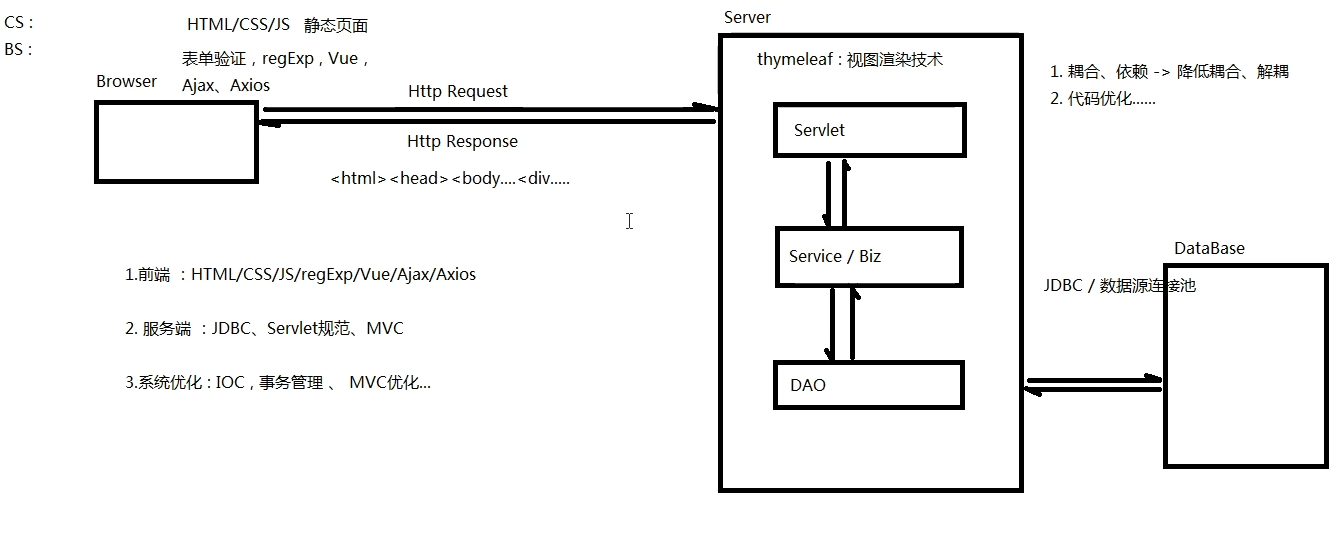 CS :
BS :
HTML/CSS/JS 静态页面
表单验证，regExp，Vue，
Ajax、Axios
Browser
Http Request
Http Response
<html><head><body....<div.....
Server
thymeleaf : 视图渲染技术
Servlet
Service / Biz
DAO
1. 耦合、依赖 -> 降低耦合、解耦
2. 代码优化......
DataBase
JDBC / 数据源连接池
1.前端 ：HTML/CSS/JS/regExp/Vue/Ajax/Axios
2. 服务端 ：JDBC、Servlet规范、MVC
3.系统优化 : IOC , 事务管理 、 MVC优化...